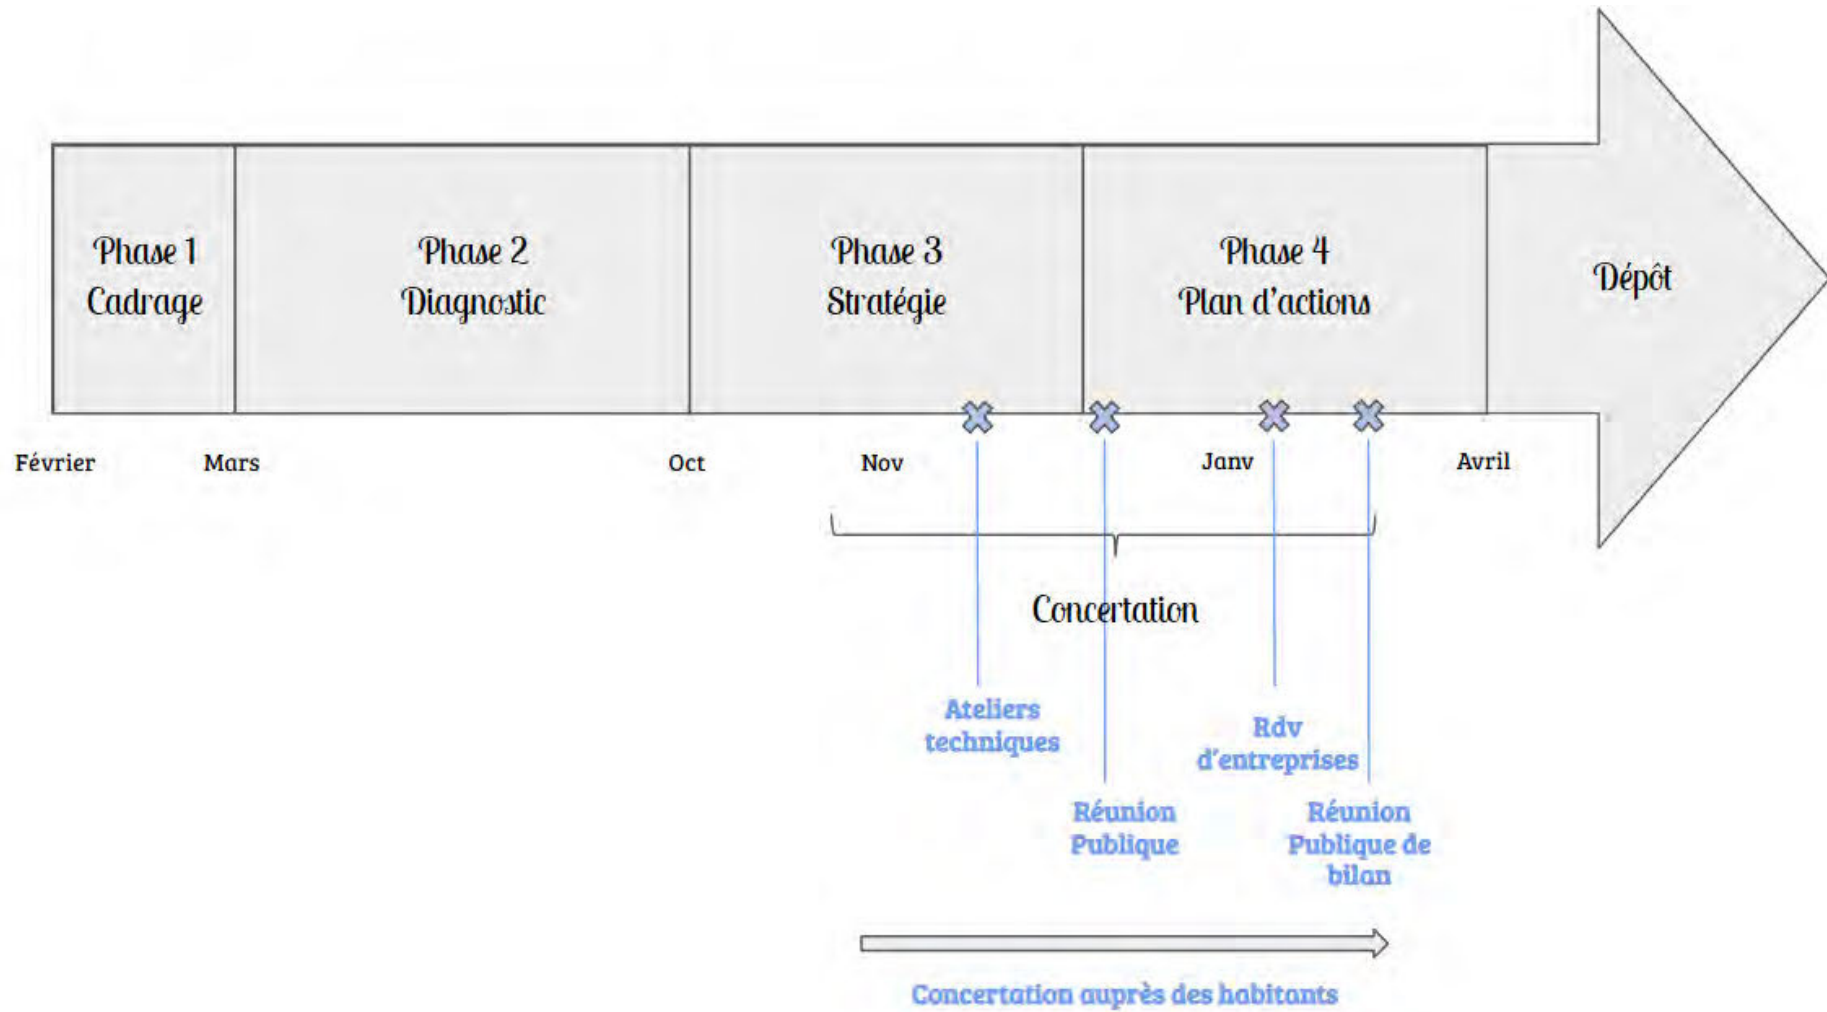 Phase 1
Cadrage
Phase 2
Diagnostic
Phase 3
Stratégie
Phase 4
Plan d'actions
Dépôt
Février
Mars
Oct
Nov
Janv
Avril
Concertation
Ateliers
techniques
Réunion
Publique
Rdv
d'entreprises
Réunion
Publique de
bilan
Concertation auprès des habitants